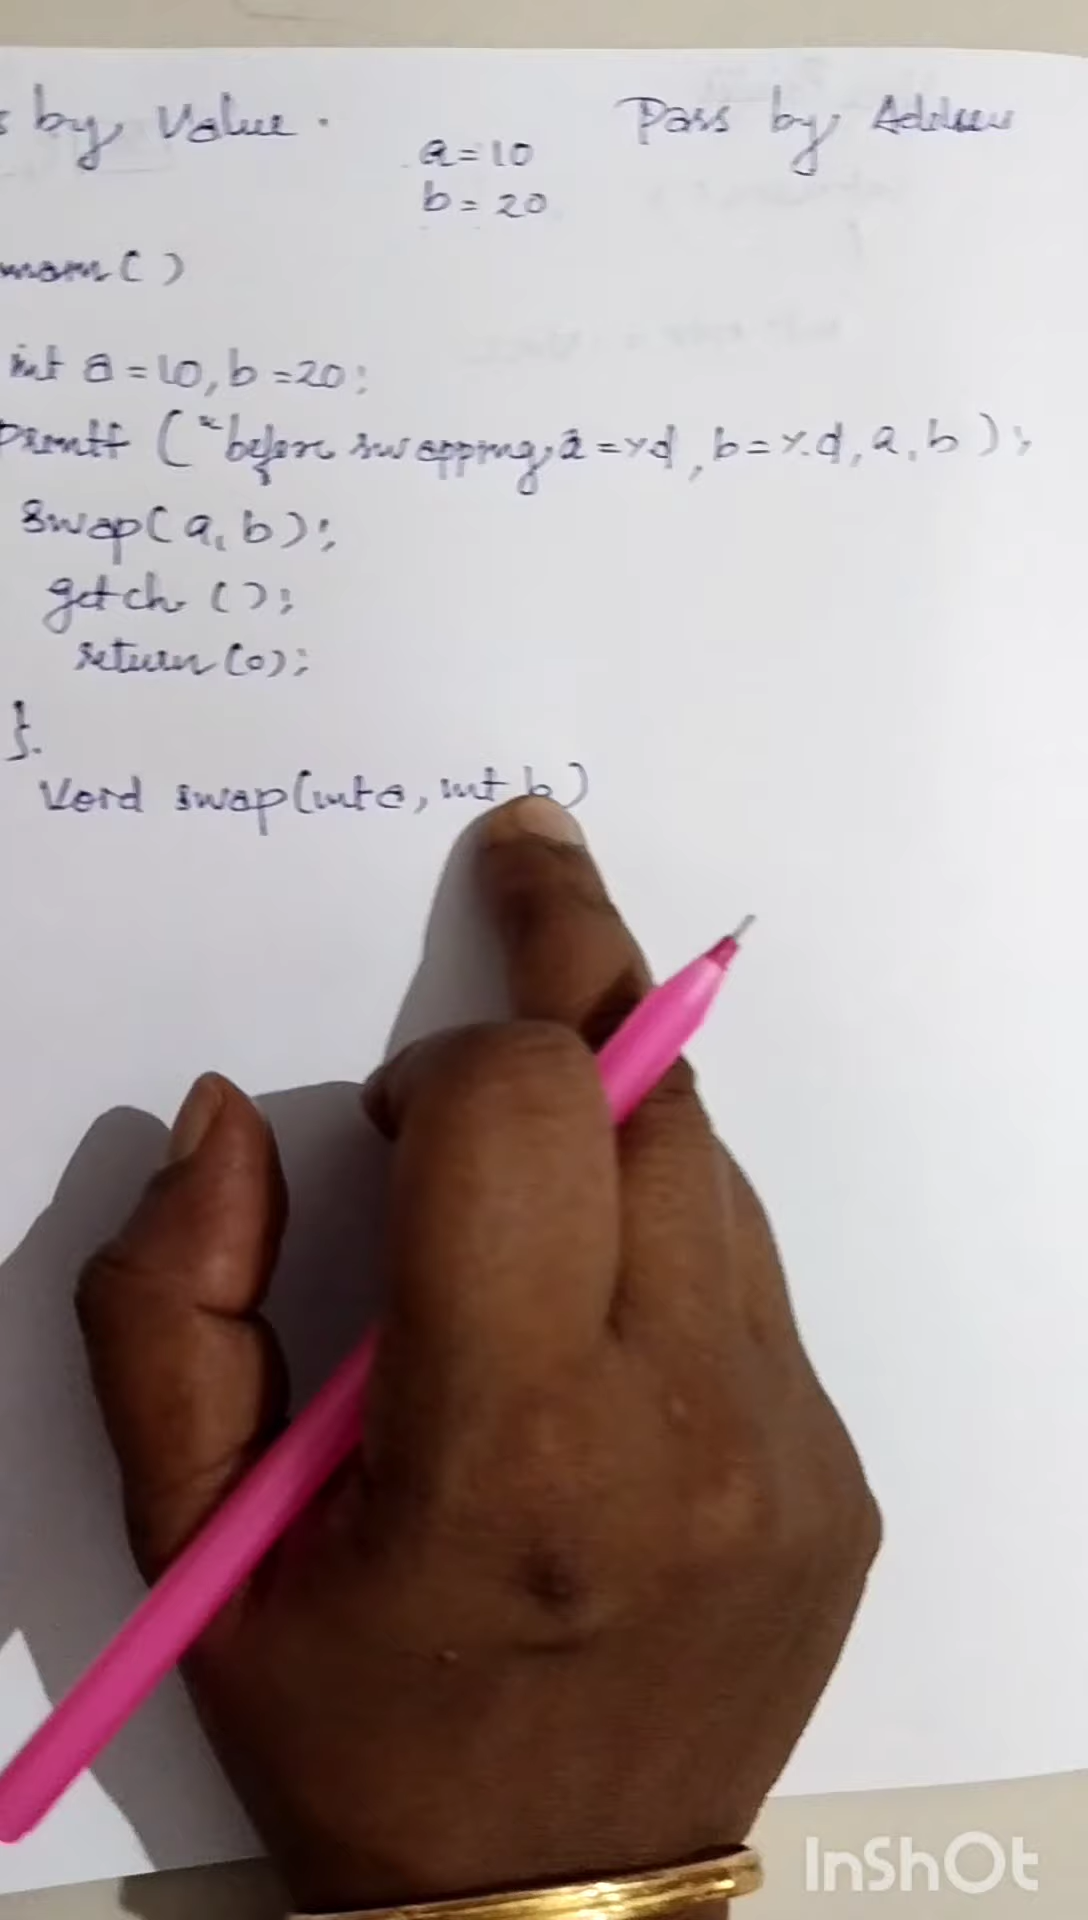 s by Value.
Pass by Address
a=10
b=20
main()
int a=10, b=20;
Printf ("before swapping, a=%d, b=%d, a, b);
Swap(a, b);
getch ();
return (0);
}.
Void swap(int a, int b)
InShOt